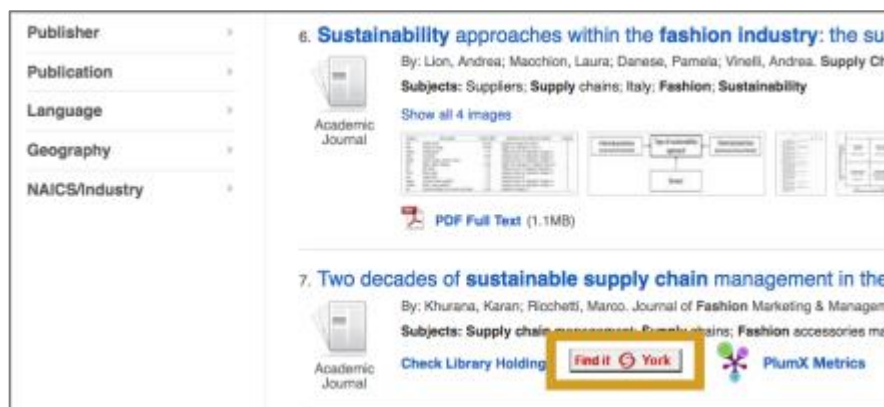 Publisher
Publication
Language
Geography
NAICS/Industry
6. Sustainability approaches within the fashion industry: the su
By: Lion, Andrea; Macchion, Laura; Danese, Pamela; Vinelli, Andrea. Supply Ch
Subjects: Suppliers; Supply chains; Italy; Fashion; Sustainability
Academic
Journal
Show all 4 images
PDF Full Text (1.1MB)
7. Two decades of sustainable supply chain management in the
By: Khurana, Karan; Ricchetti, Marco. Journal of Fashion Marketing & Managem
Subjects: Supply chain management; Supply chains; Fashion accessories ma
Academic
Journal
Check Library Holding
Find it York
PlumX Metrics